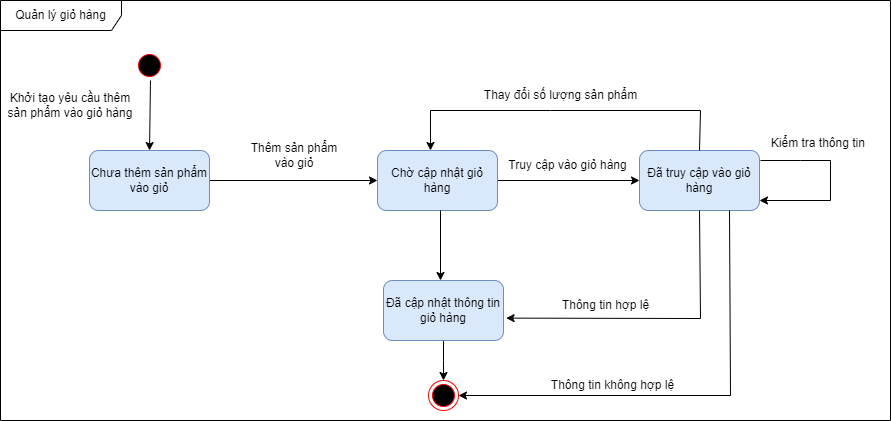 Quản lý giỏ hàng
Khởi tạo yêu cầu thêm
sản phẩm vào giỏ hàng
Thay đổi số lượng sản phẩm
Thêm sản phẩm
vào giỏ
Kiểm tra thông tin
Chưa thêm sản phẩm
vào giỏ
Chờ cập nhật giỏ
hàng
Truy cập vào giỏ hàng
Đã truy cập vào giỏ
hàng
Đã cập nhật thông tin
giỏ hàng
Thông tin hợp lệ
Thông tin không hợp lệ